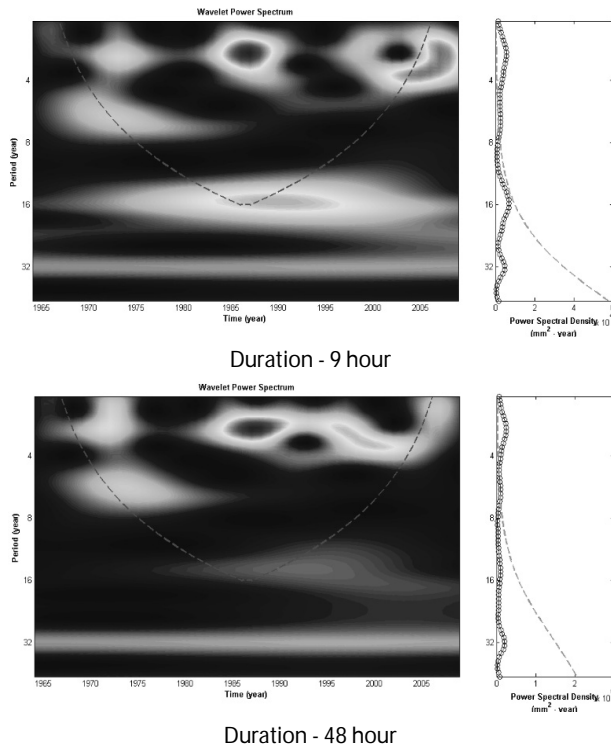 Wavelet Power Spectrum
4
8
16
32
Period (year)
1965 1970 1975 1980 1985 1990 1995 2000 2005
Time (year)
4
8
16
32
0 2 4
x 10
Power Spectral Density
(mm² - year)
Duration - 9 hour
Wavelet Power Spectrum
4
8
16
32
Period (year)
1965 1970 1975 1980 1985 1990 1995 2000 2005
Time (year)
4
8
16
32
0 1 2
x 10
Power Spectral Density
(mm² - year)
Duration - 48 hour